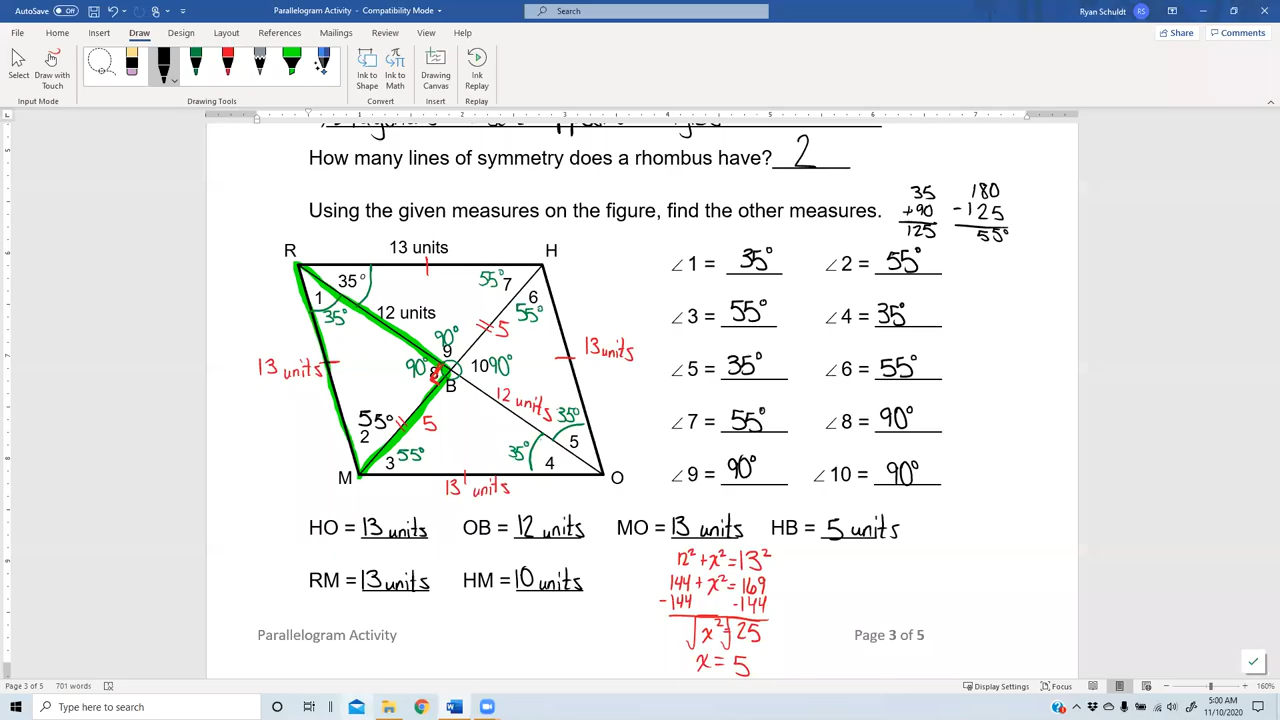 AutoSave Off Parallelogram Activity - Compatibility Mode Search Ryan Schuldt RS
File Home Insert Draw Design Layout References Mailings Review View Help Share Comments
Select Draw with Touch Ink to Shape Ink to Math Drawing Canvas Ink Replay
Input Mode Drawing Tools Convert Insert Replay
How many lines of symmetry does a rhombus have? 2
Using the given measures on the figure, find the other measures.
35
+90
125
180
-125
55°
R 13 units H
35° 55° 7
1 12 units 6
35° 55°
90° 5
9
13 units 90° 8 10 90° 13 units
B
12 units
55° 5 35°
2 5
3 55° 35° 4
M 13 units O
∠1 = 35° ∠2 = 55°
∠3 = 55° ∠4 = 35°
∠5 = 35° ∠6 = 55°
∠7 = 55° ∠8 = 90°
∠9 = 90° ∠10 = 90°
HO = 13 units OB = 12 units MO = 13 units HB = 5 units
RM = 13 units HM = 10 units
12² + x² = 13²
144 + x² = 169
-144 -144
√x² = √25
x = 5
Parallelogram Activity Page 3 of 5
Page 3 of 5 701 words Display Settings Focus 160%
Type here to search 5:00 AM
11/10/2020